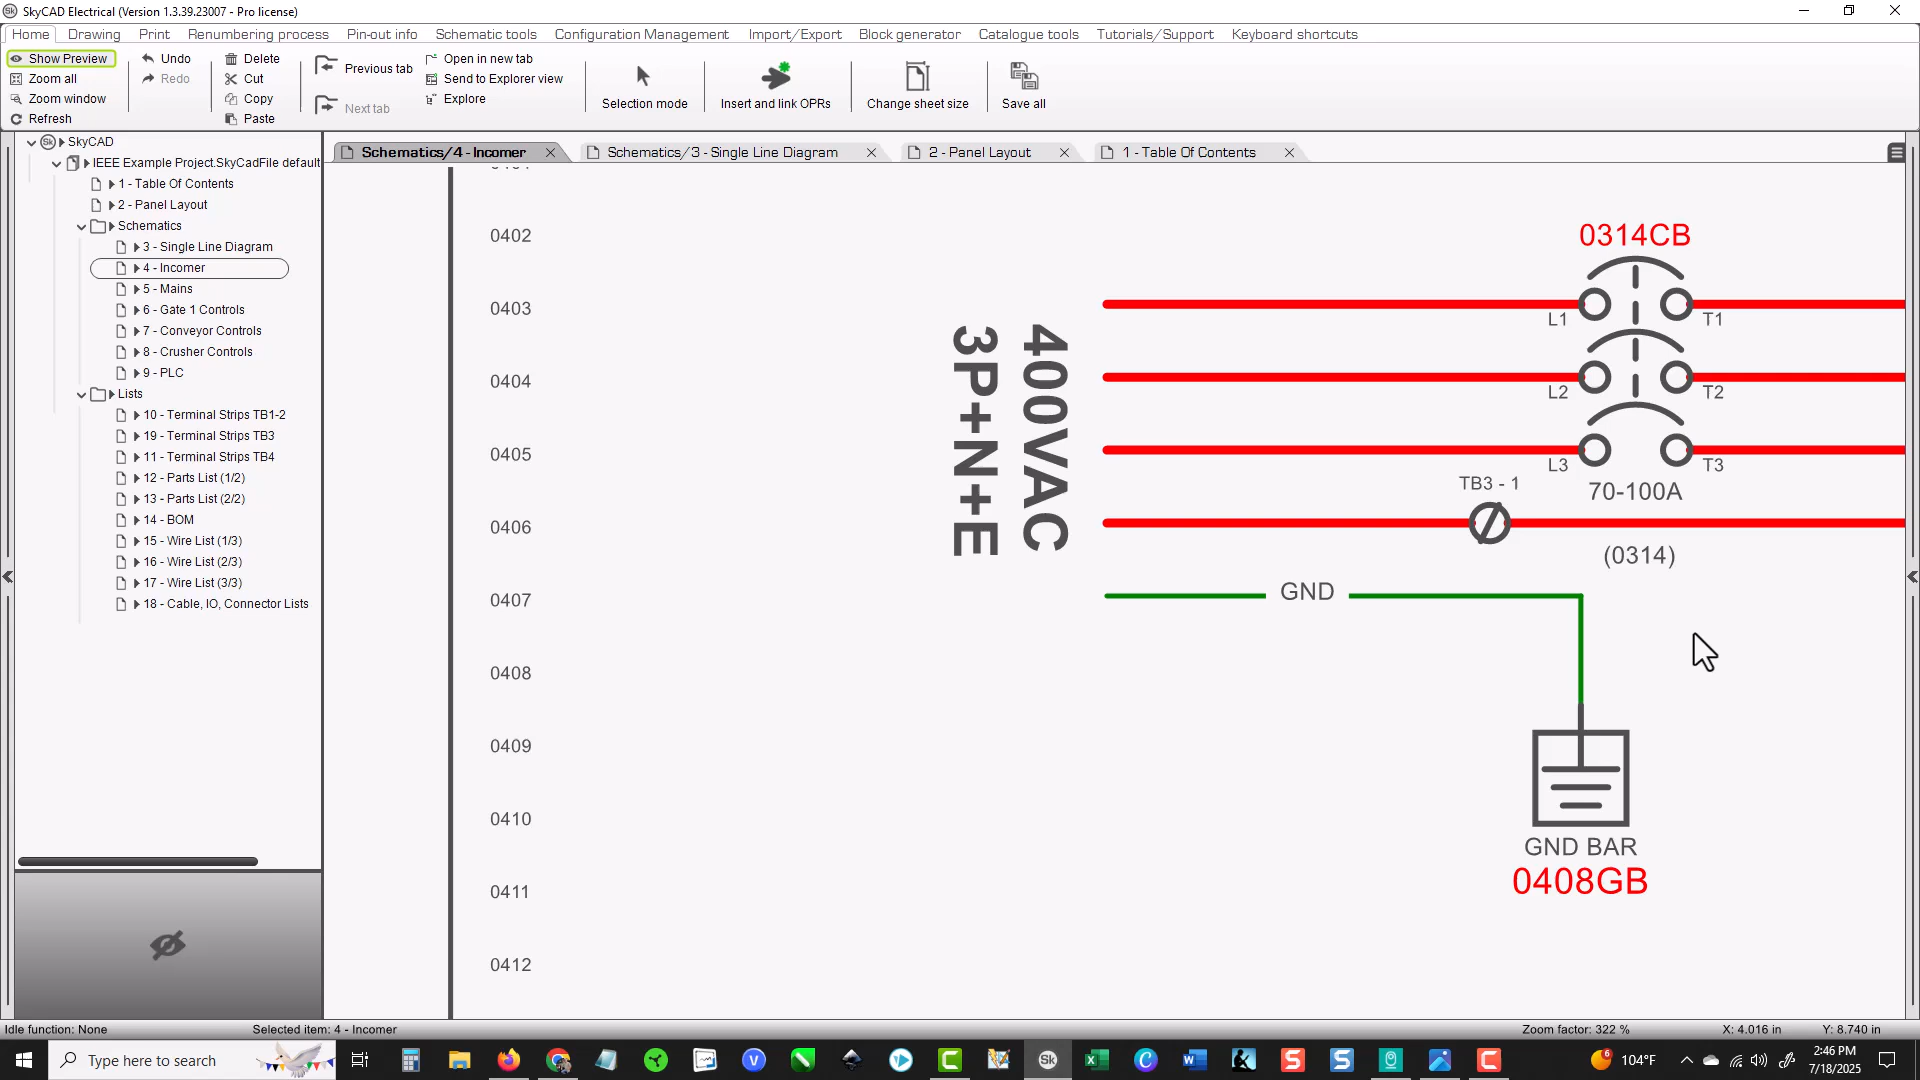 SkyCAD Electrical (Version 1.3.39.23007 - Pro license)
Home Drawing Print Renumbering process Pin-out info Schematic tools Configuration Management Import/Export Block generator Catalogue tools Tutorials/Support Keyboard shortcuts
Show Preview
Zoom all
Zoom window
Refresh
Undo
Redo
Delete
Cut
Copy
Paste
Previous tab
Next tab
Open in new tab
Send to Explorer view
Explore
Selection mode
Insert and link OPRs
Change sheet size
Save all
SkyCAD
IEEE Example Project.SkyCadFile default
1 - Table Of Contents
2 - Panel Layout
Schematics
3 - Single Line Diagram
4 - Incomer
5 - Mains
6 - Gate 1 Controls
7 - Conveyor Controls
8 - Crusher Controls
9 - PLC
Lists
10 - Terminal Strips TB1-2
19 - Terminal Strips TB3
11 - Terminal Strips TB4
12 - Parts List (1/2)
13 - Parts List (2/2)
14 - BOM
15 - Wire List (1/3)
16 - Wire List (2/3)
17 - Wire List (3/3)
18 - Cable, IO, Connector Lists
Schematics/4 - Incomer
Schematics/3 - Single Line Diagram
2 - Panel Layout
1 - Table Of Contents
0402
0403
0404
0405
0406
0407
0408
0409
0410
0411
0412
400VAC
3P+N+E
0314CB
L1 T1
L2 T2
L3 T3
70-100A
TB3 - 1
(0314)
GND
GND BAR
0408GB
Idle function: None
Selected item: 4 - Incomer
Zoom factor: 322 %
X: 4.016 in
Y: 8.740 in
Type here to search
104°F
2:46 PM
7/18/2025